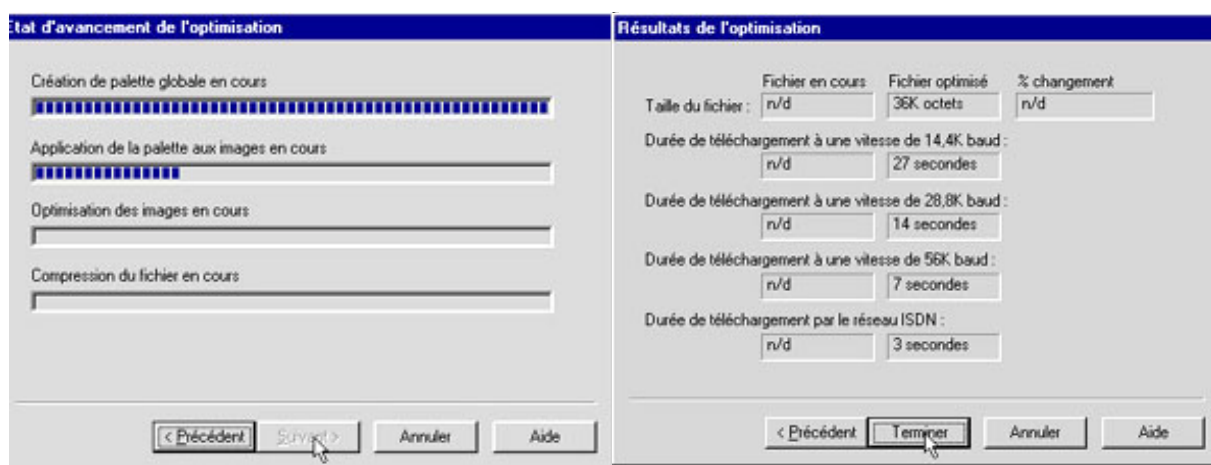 tat d'avancement de l'optimisation
Création de palette globale en cours
Application de la palette aux images en cours
Optimisation des images en cours
Compression du fichier en cours
< Précédent Suivant > Annuler Aide
Résultats de l'optimisation
Fichier en cours Fichier optimisé % changement
Taille du fichier : n/d 36K octets n/d
Durée de téléchargement à une vitesse de 14,4K baud :
n/d 27 secondes
Durée de téléchargement à une vitesse de 28,8K baud :
n/d 14 secondes
Durée de téléchargement à une vitesse de 56K baud :
n/d 7 secondes
Durée de téléchargement par le réseau ISDN :
n/d 3 secondes
< Précédent Terminer Annuler Aide